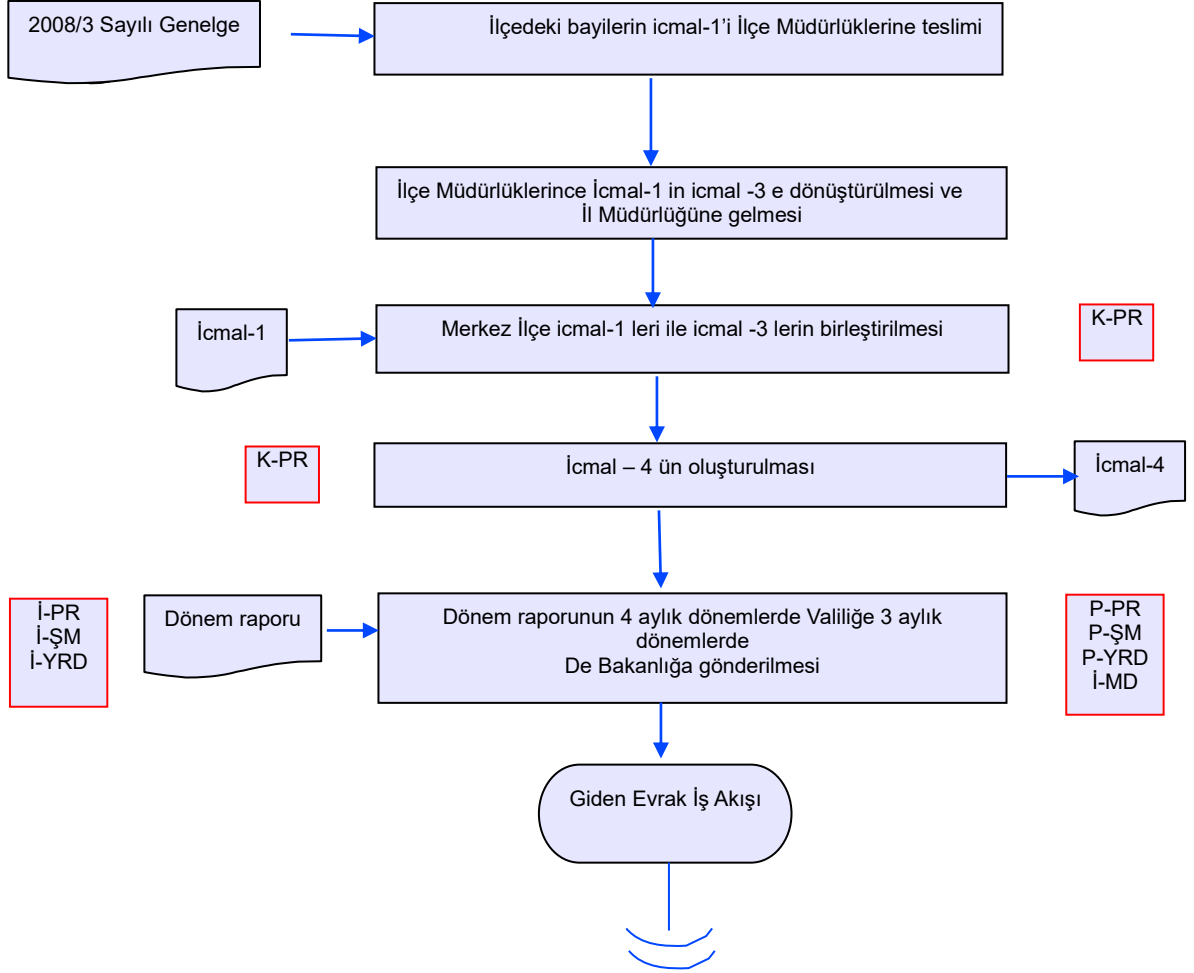 2008/3 Sayılı Genelge
İlçedeki bayilerin icmal-1’i İlçe Müdürlüklerine teslimi
İlçe Müdürlüklerince İcmal-1 in icmal -3 e dönüştürülmesi ve
İl Müdürlüğüne gelmesi
İcmal-1
Merkez İlçe icmal-1 leri ile icmal -3 lerin birleştirilmesi
K-PR
K-PR
İcmal – 4 ün oluşturulması
İcmal-4
İ-PR
İ-ŞM
İ-YRD
Dönem raporu
Dönem raporunun 4 aylık dönemlerde Valiliğe 3 aylık
dönemlerde
De Bakanlığa gönderilmesi
P-PR
P-ŞM
P-YRD
İ-MD
Giden Evrak İş Akışı